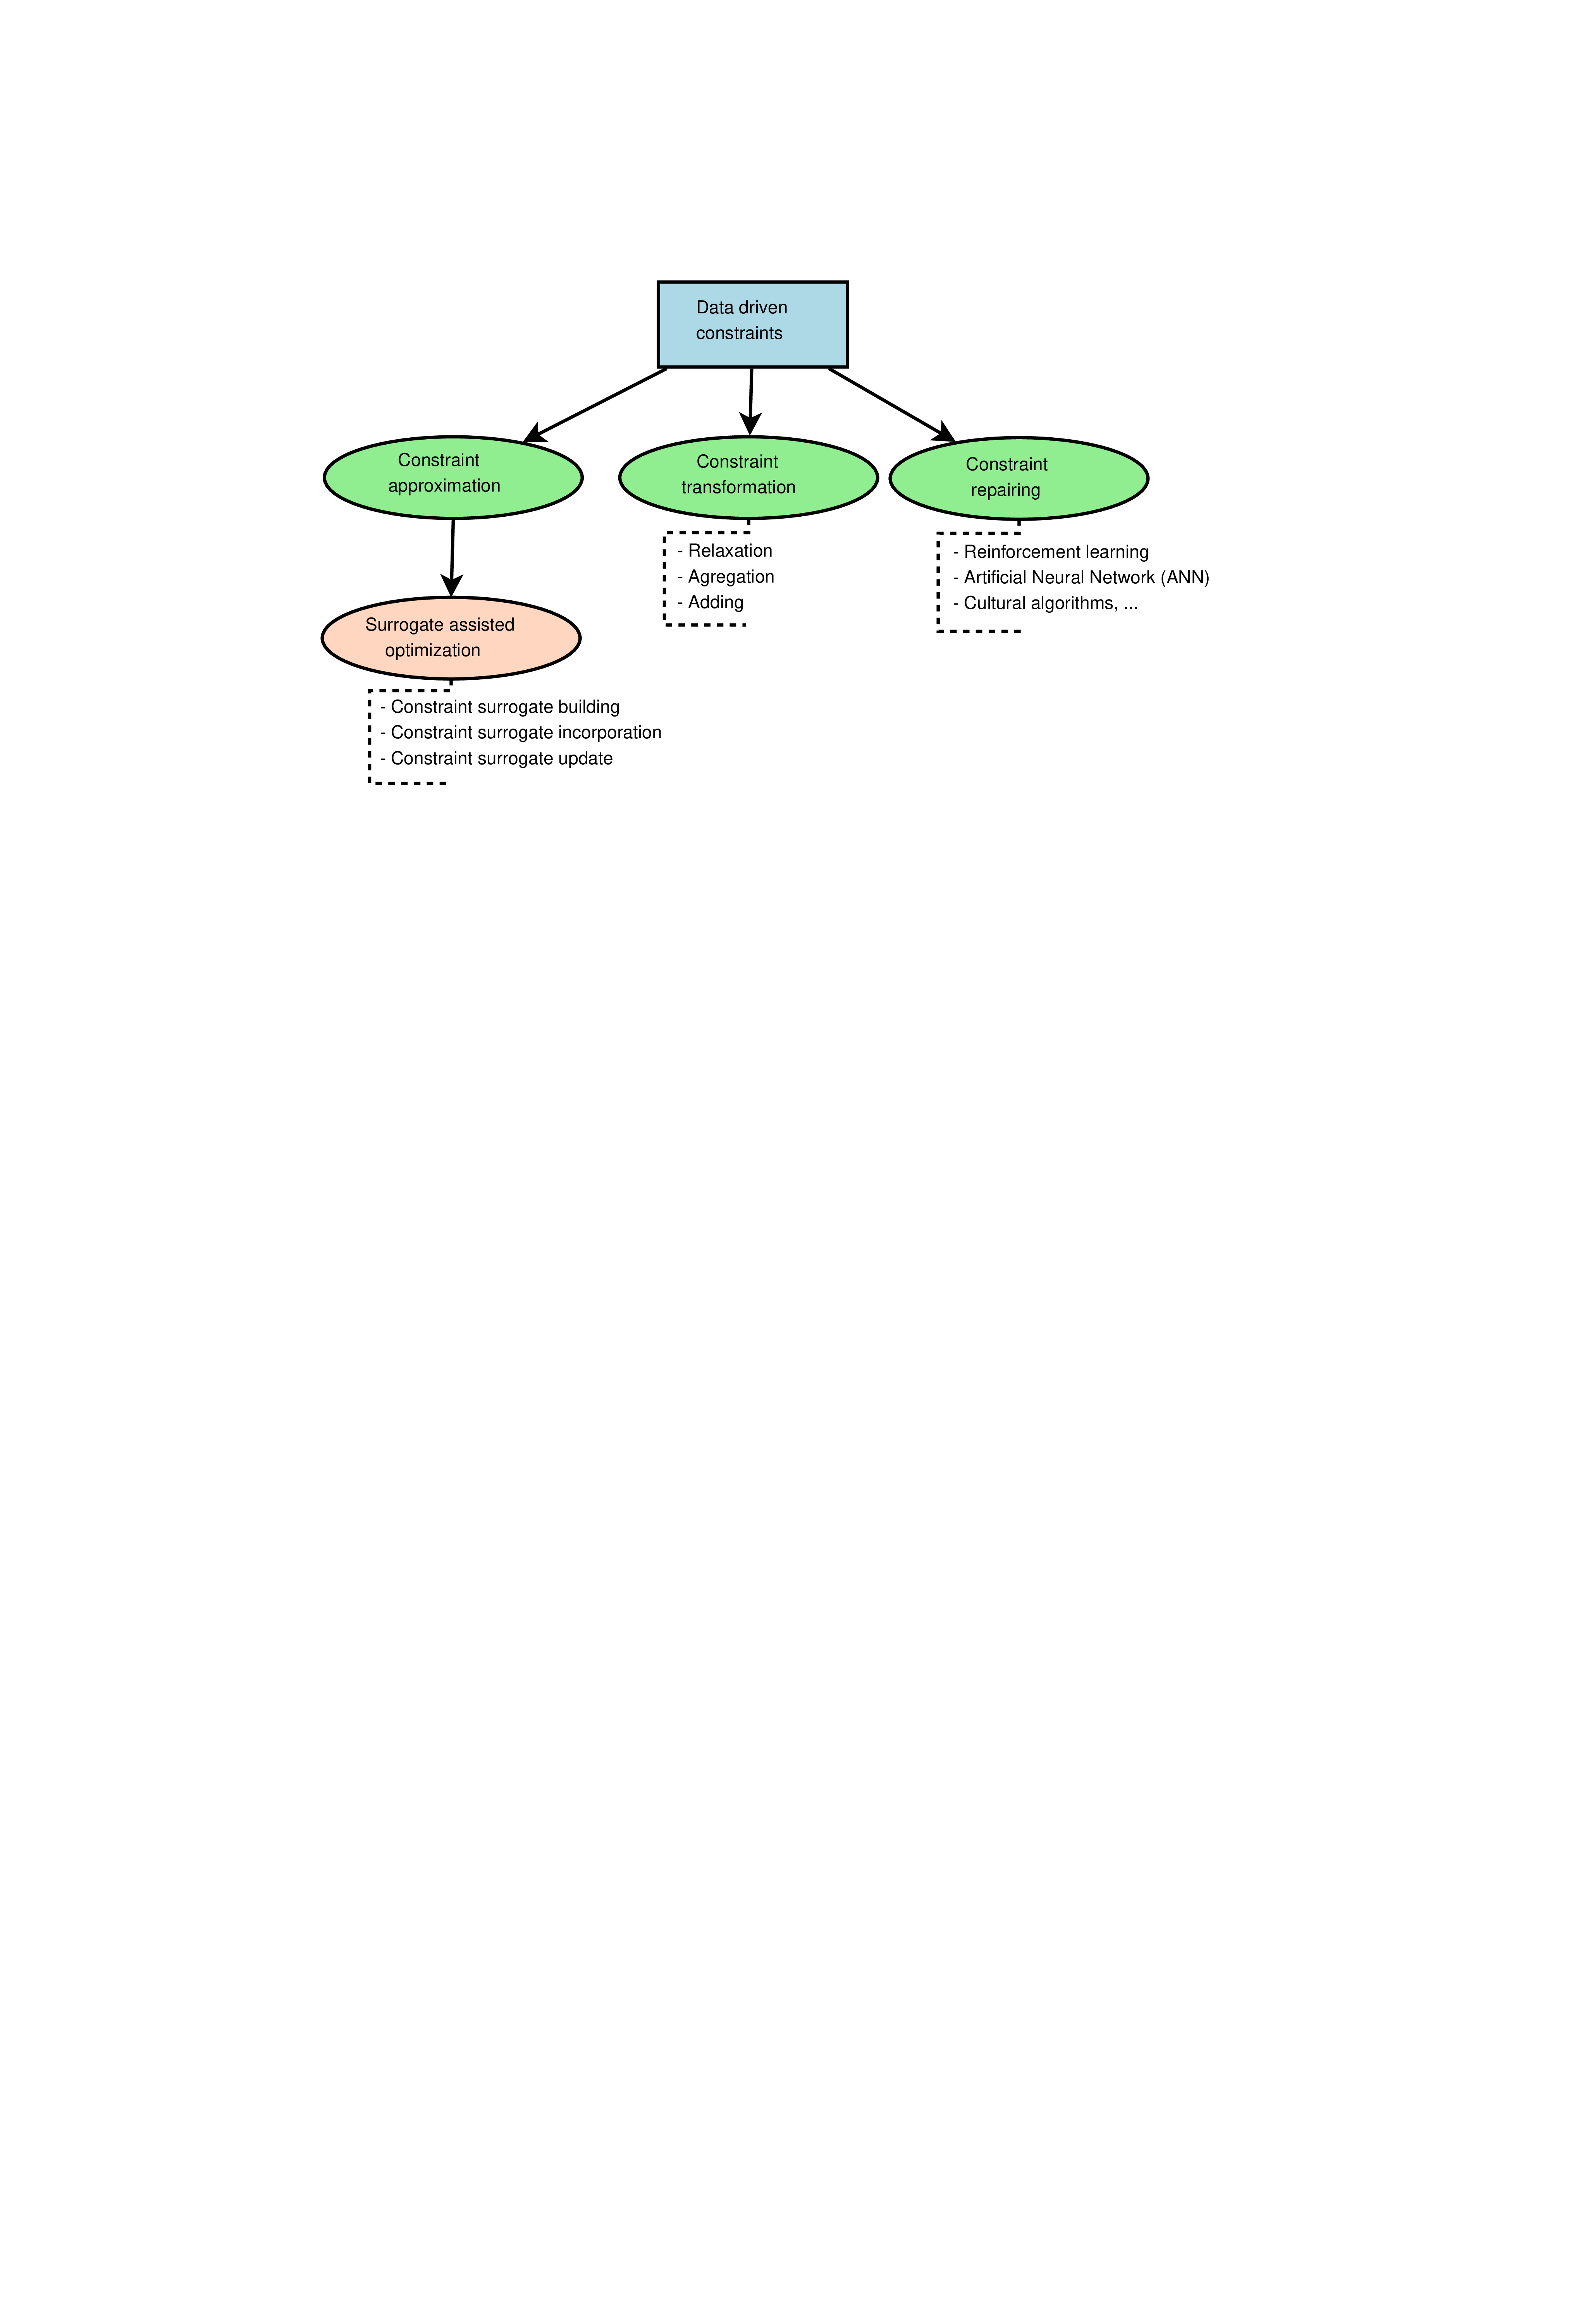 Data driven
constraints
Constraint
approximation
Constraint
transformation
Constraint
repairing
- Relaxation
- Agregation
- Adding
- Reinforcement learning
- Artificial Neural Network (ANN)
- Cultural algorithms, ...
Surrogate assisted
optimization
- Constraint surrogate building
- Constraint surrogate incorporation
- Constraint surrogate update